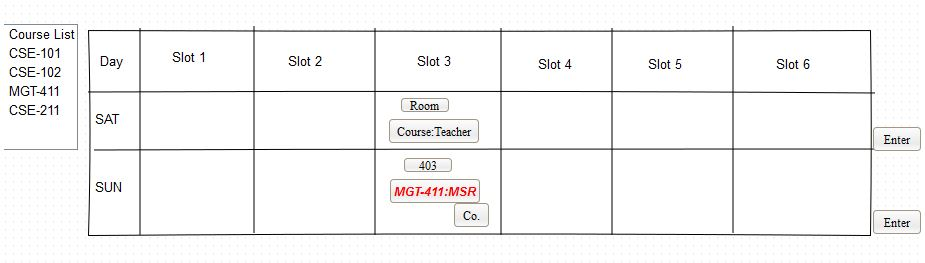 Course List
CSE-101
CSE-102
MGT-411
CSE-211
Day Slot 1 Slot 2 Slot 3 Slot 4 Slot 5 Slot 6
SAT
Room
Course:Teacher
Enter
SUN
403
MGT-411:MSR
Co.
Enter